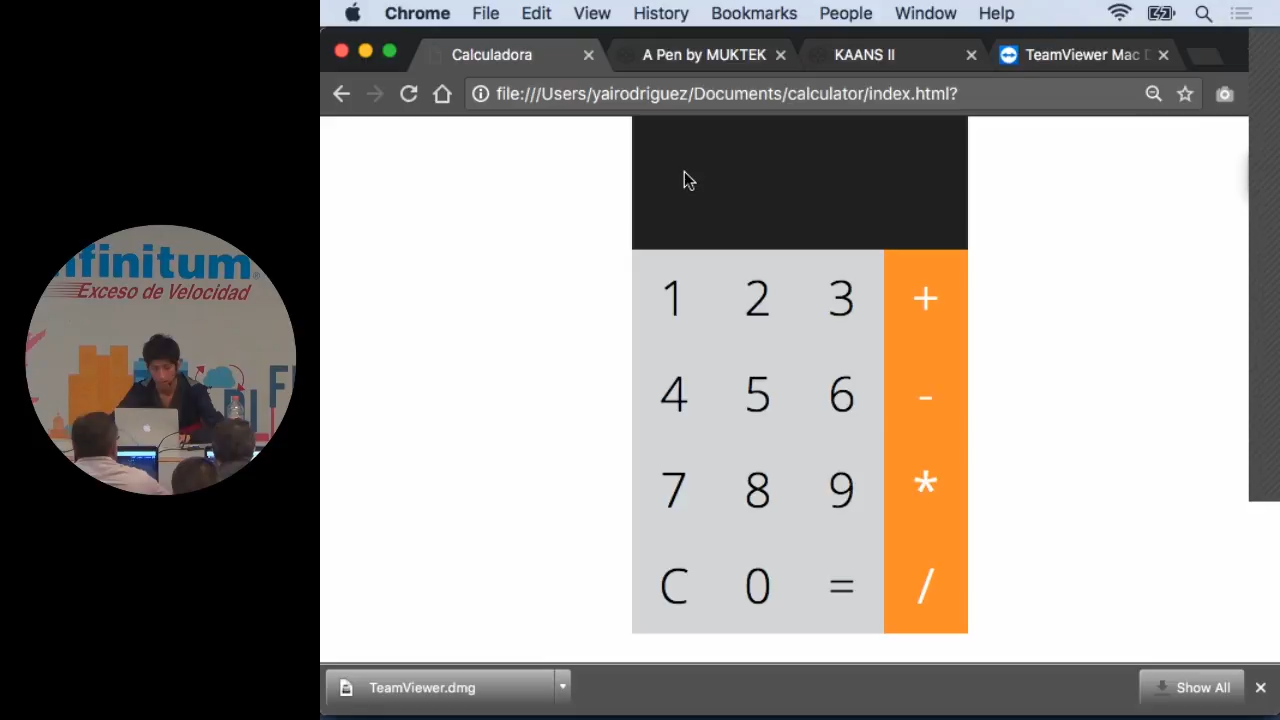 Chrome File Edit View History Bookmarks People Window Help
Calculadora
A Pen by MUKTEK
KAANS II
TeamViewer Mac D
file:///Users/yairodriguez/Documents/calculator/index.html?
nfinitum®
Exceso de Velocidad
1 2 3 +
4 5 6 -
7 8 9 *
C 0 = /
TeamViewer.dmg
Show All